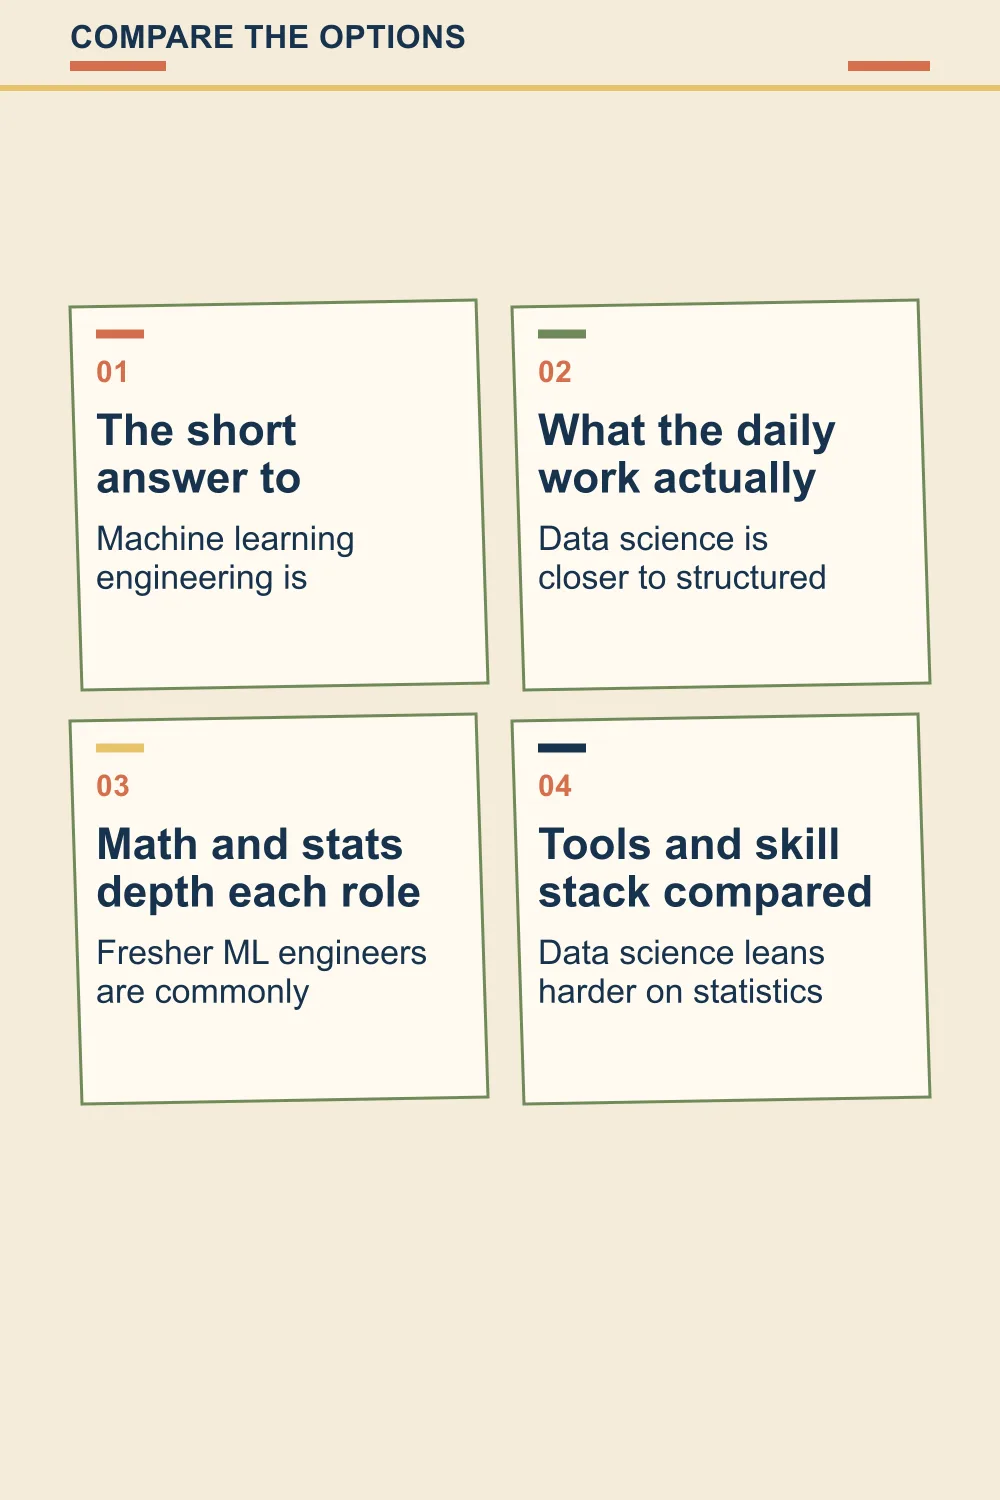 COMPARE THE OPTIONS
01
The short
answer to
Machine learning
engineering is
02
What the daily
work actually
Data science is
closer to structured
03
Math and stats
depth each role
Fresher ML engineers
are commonly
04
Tools and skill
stack compared
Data science leans
harder on statistics